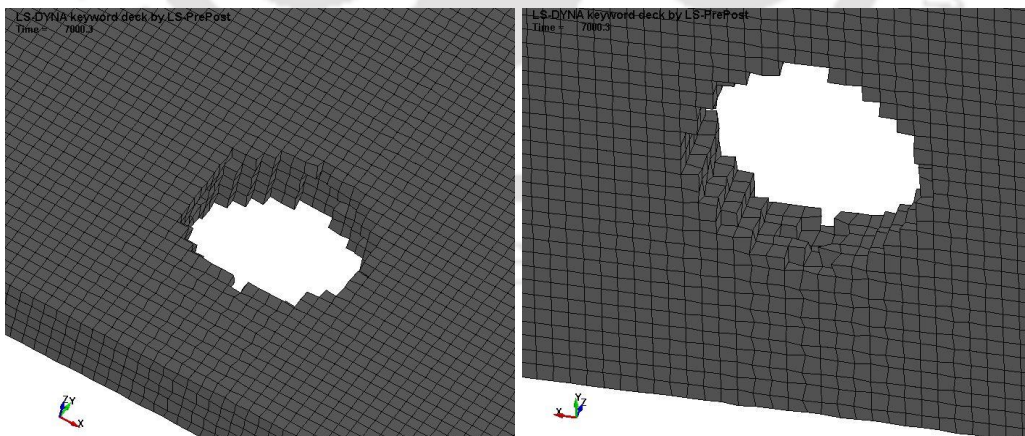 LS-DYNA keyword deck by LS-PrePost
Time = 7000.3
LS-DYNA keyword deck by LS-PrePost
Time = 7000.3
Z Y
X
Y
Z
X